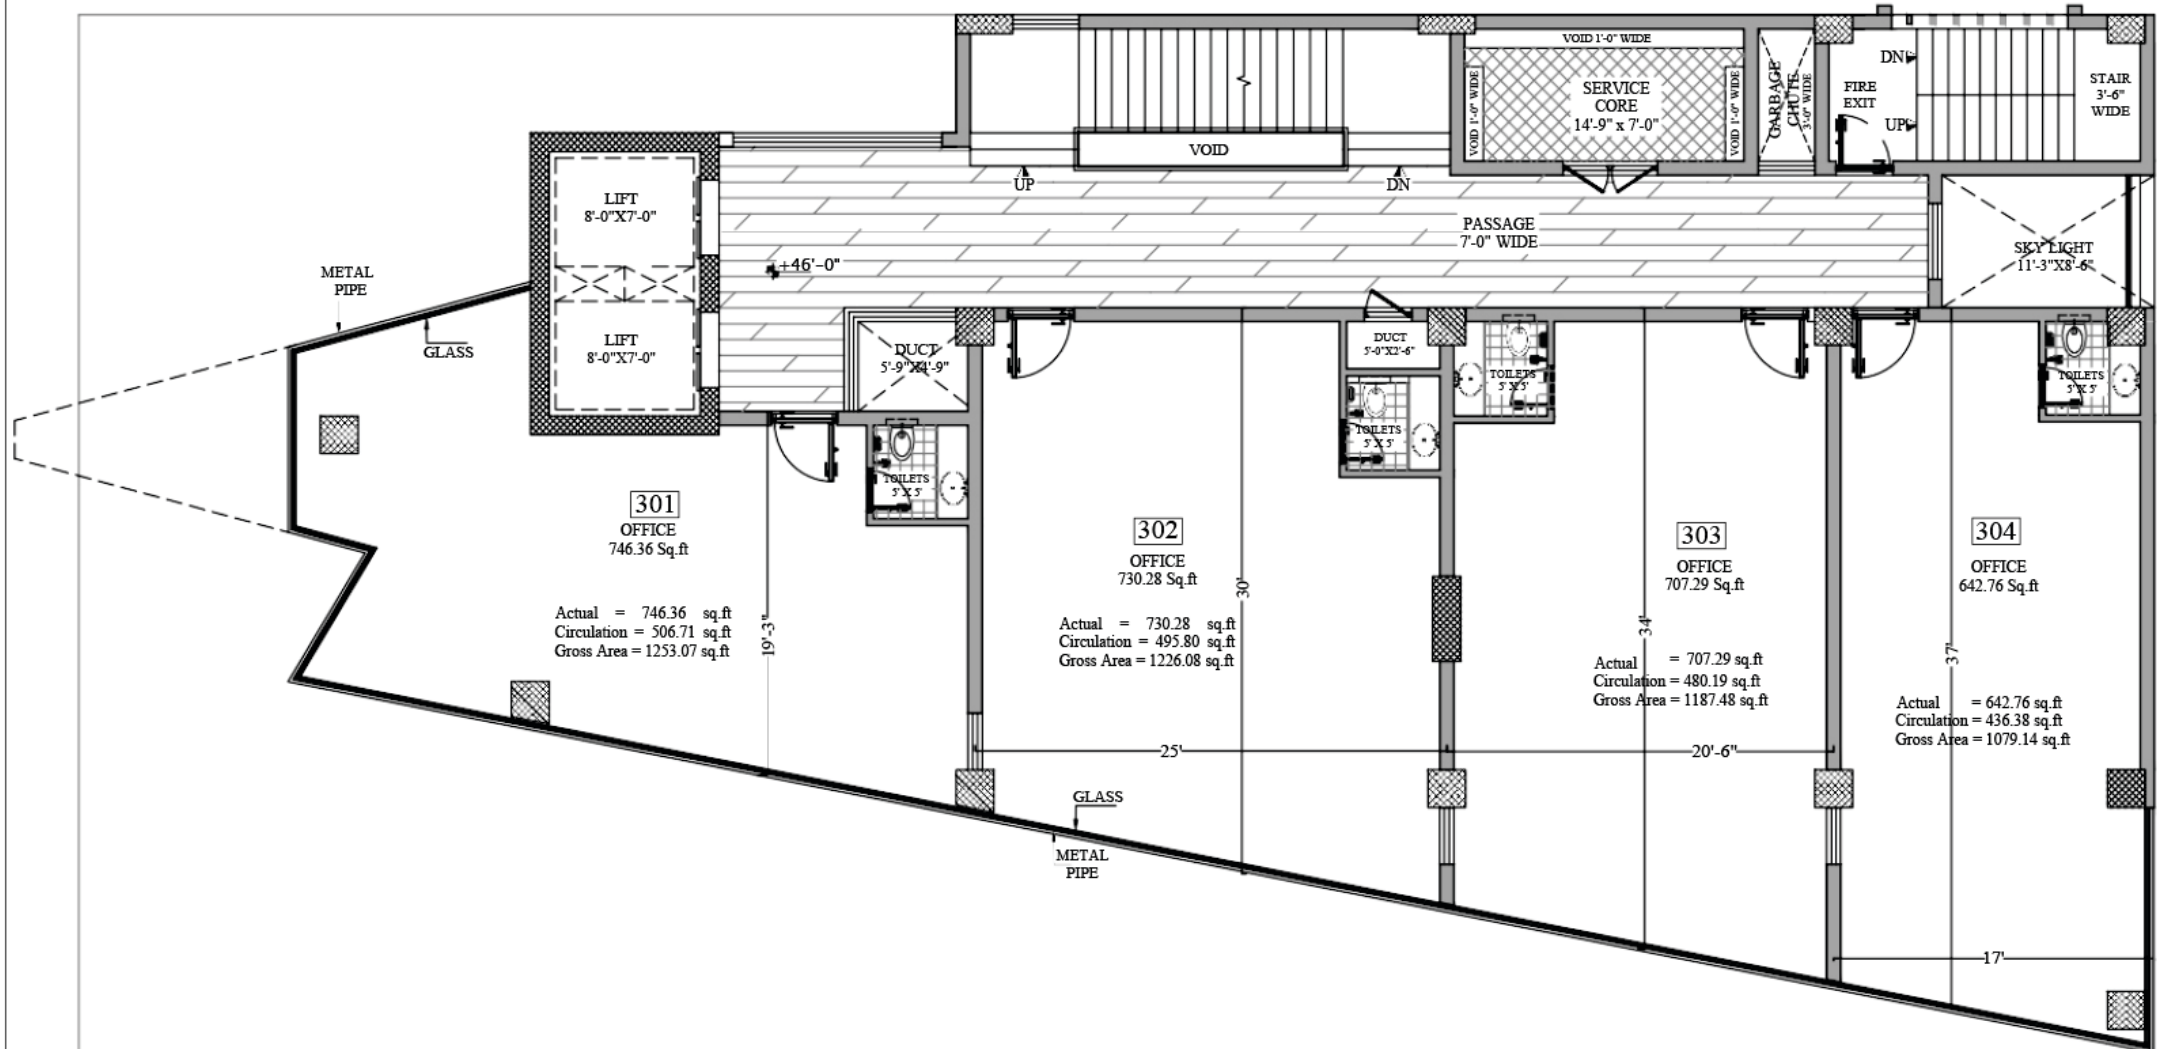 VOID 1'-0" WIDE
VOID 1'-0" WIDE
SERVICE
CORE
14'-9" x 7'-0"
VOID 1'-0" WIDE
GARBAGE
CHUTE
3'-0" WIDE
FIRE
EXIT
DN
UP
STAIR
3'-6"
WIDE
VOID
UP
DN
LIFT
8'-0"X7'-0"
PASSAGE
7'-0" WIDE
SKY LIGHT
11'-3"X8'-6"
+46'-0"
METAL
PIPE
GLASS
LIFT
8'-0"X7'-0"
DUCT
5'-9"X4'-9"
DUCT
5'-0"X2'-6"
TOILETS
5' X 5'
TOILETS
5' X 5'
TOILETS
5' X 5'
TOILETS
5' X 5'
301
OFFICE
746.36 Sq.ft
Actual = 746.36 sq.ft
Circulation = 506.71 sq.ft
Gross Area = 1253.07 sq.ft
19'-3"
302
OFFICE
730.28 Sq.ft
Actual = 730.28 sq.ft
Circulation = 495.80 sq.ft
Gross Area = 1226.08 sq.ft
30'
303
OFFICE
707.29 Sq.ft
Actual = 707.29 sq.ft
Circulation = 480.19 sq.ft
Gross Area = 1187.48 sq.ft
34'
304
OFFICE
642.76 Sq.ft
Actual = 642.76 sq.ft
Circulation = 436.38 sq.ft
Gross Area = 1079.14 sq.ft
37'
25'
20'-6"
GLASS
METAL
PIPE
17'